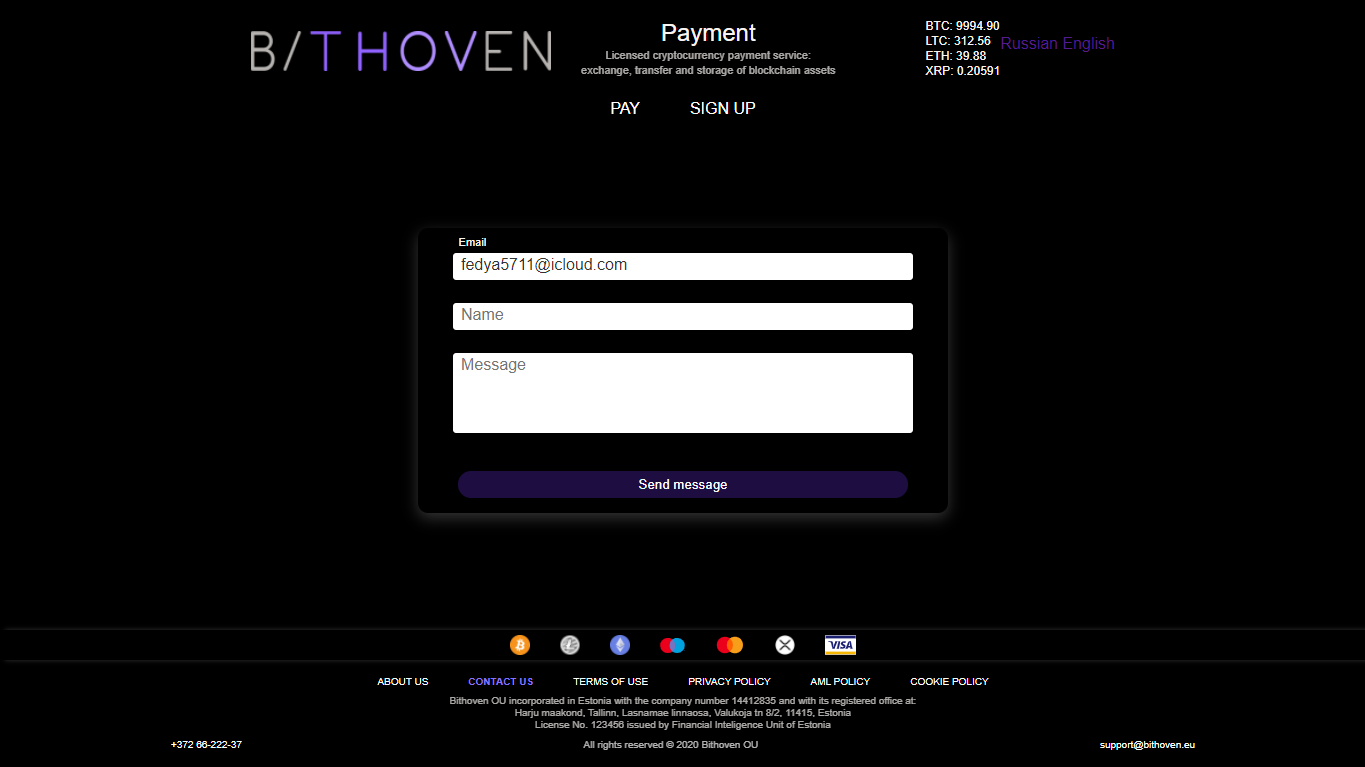 B/THOVEN
Payment
Licensed cryptocurrency payment service:
exchange, transfer and storage of blockchain assets
BTC: 9994.90
LTC: 312.56
ETH: 39.88
XRP: 0.20591
Russian English
PAY SIGN UP
Email
fedya5711@icloud.com
Name
Message
Send message
VISA
ABOUT US CONTACT US TERMS OF USE PRIVACY POLICY AML POLICY COOKIE POLICY
Bithoven OU incorporated in Estonia with the company number 14412835 and with its registered office at:
Harju maakond, Tallinn, Lasnamae linnaosa, Valukoja tn 8/2, 11415, Estonia
License No. 123456 issued by Financial Inteligence Unit of Estonia
+372 66-222-37 All rights reserved © 2020 Bithoven OU support@bithoven.eu